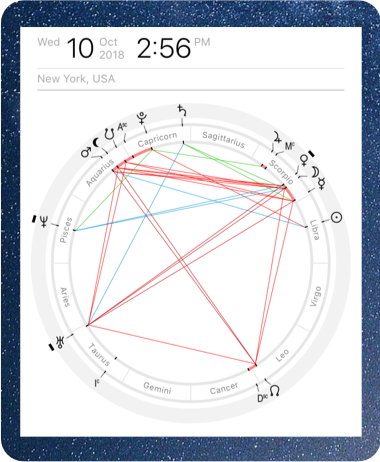 Wed 10 Oct 2018 2:56 PM
New York, USA
Capricorn
Sagittarius
Aquarius
Scorpio
Pisces
Libra
Aries
Virgo
Taurus
Leo
Gemini
Cancer
Asc
Mc
Ic
Dsc